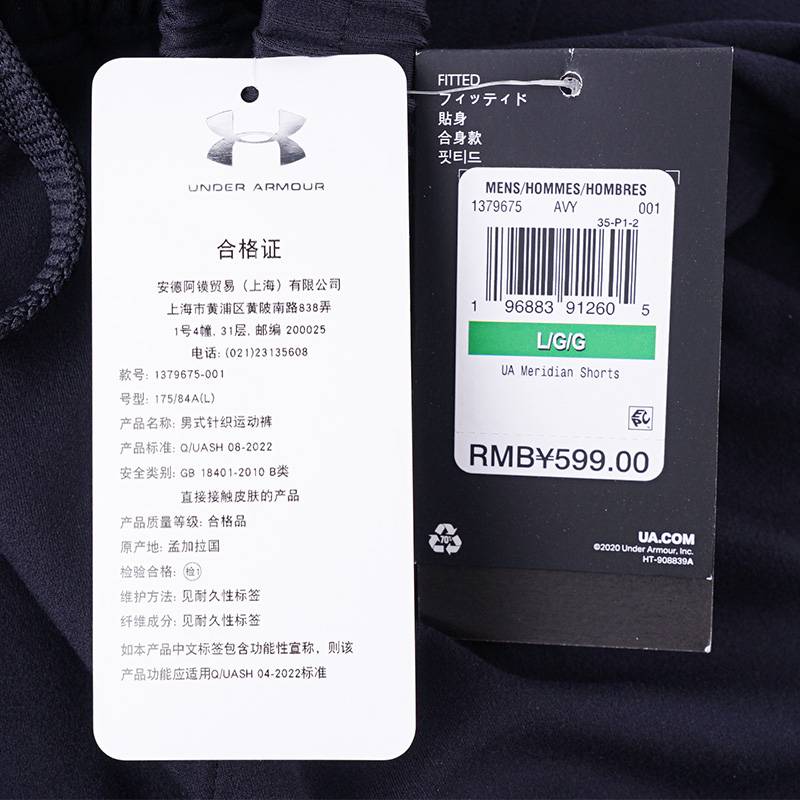 UNDER ARMOUR
合格证
安德阿镆贸易（上海）有限公司
上海市黄浦区黄陂南路838弄
1号4幢, 31层, 邮编 200025
电话: (021)23135608
款号: 1379675-001
号型: 175/84A(L)
产品名称: 男式针织运动裤
产品标准: Q/UASH 08-2022
安全类别: GB 18401-2010 B类
直接接触皮肤的产品
产品质量等级: 合格品
原产地: 孟加拉国
检验合格: 检1
维护方法: 见耐久性标签
纤维成分: 见耐久性标签
如本产品中文标签包含功能性宣称，则该
产品功能应适用Q/UASH 04-2022标准
FITTED
フィッティド
貼身
合身款
핏티드
MENS/HOMMES/HOMBRES
1379675 AVY 001
35-P1-2
1 96883 91260 5
L/G/G
UA Meridian Shorts
RMB¥599.00
70%
UA.COM
©2020 Under Armour, Inc.
HT-908839A